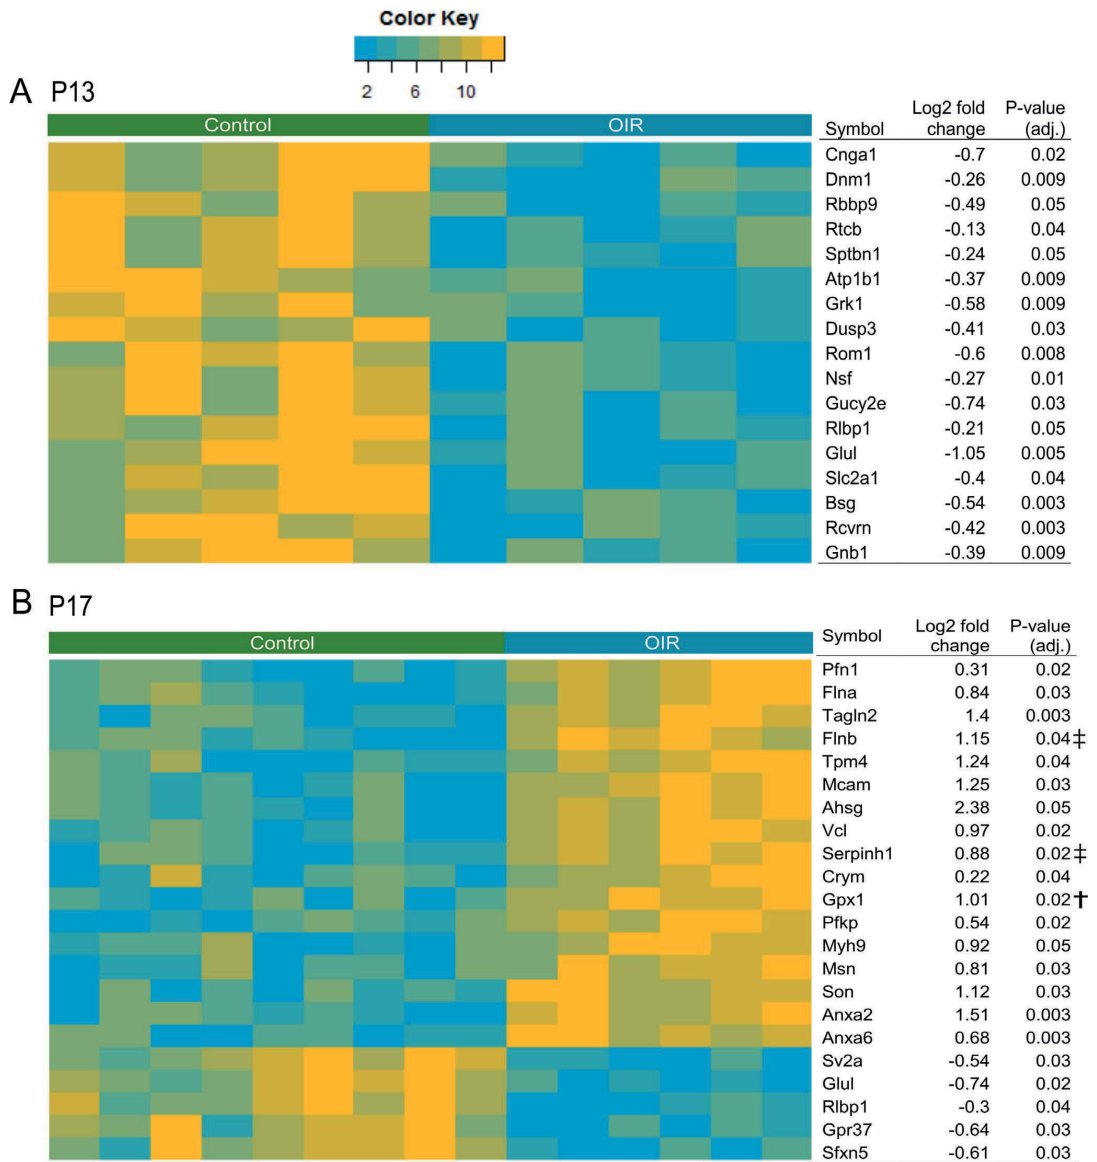 Color Key
2 6 10
A P13
Control OIR
Symbol Log2 fold change P-value (adj.)
Cnga1 -0.7 0.02
Dnm1 -0.26 0.009
Rbbp9 -0.49 0.05
Rtcb -0.13 0.04
Sptbn1 -0.24 0.05
Atp1b1 -0.37 0.009
Grk1 -0.58 0.009
Dusp3 -0.41 0.03
Rom1 -0.6 0.008
Nsf -0.27 0.01
Gucy2e -0.74 0.03
Rlbp1 -0.21 0.05
Glul -1.05 0.005
Slc2a1 -0.4 0.04
Bsg -0.54 0.003
Rcvrn -0.42 0.003
Gnb1 -0.39 0.009
B P17
Control OIR
Symbol Log2 fold change P-value (adj.)
Pfn1 0.31 0.02
Flna 0.84 0.03
Tagln2 1.4 0.003
Flnb 1.15 0.04‡
Tpm4 1.24 0.04
Mcam 1.25 0.03
Ahsg 2.38 0.05
Vcl 0.97 0.02
Serpinh1 0.88 0.02‡
Crym 0.22 0.04
Gpx1 1.01 0.02†
Pfkp 0.54 0.02
Myh9 0.92 0.05
Msn 0.81 0.03
Son 1.12 0.03
Anxa2 1.51 0.003
Anxa6 0.68 0.003
Sv2a -0.54 0.03
Glul -0.74 0.02
Rlbp1 -0.3 0.04
Gpr37 -0.64 0.03
Sfxn5 -0.61 0.03